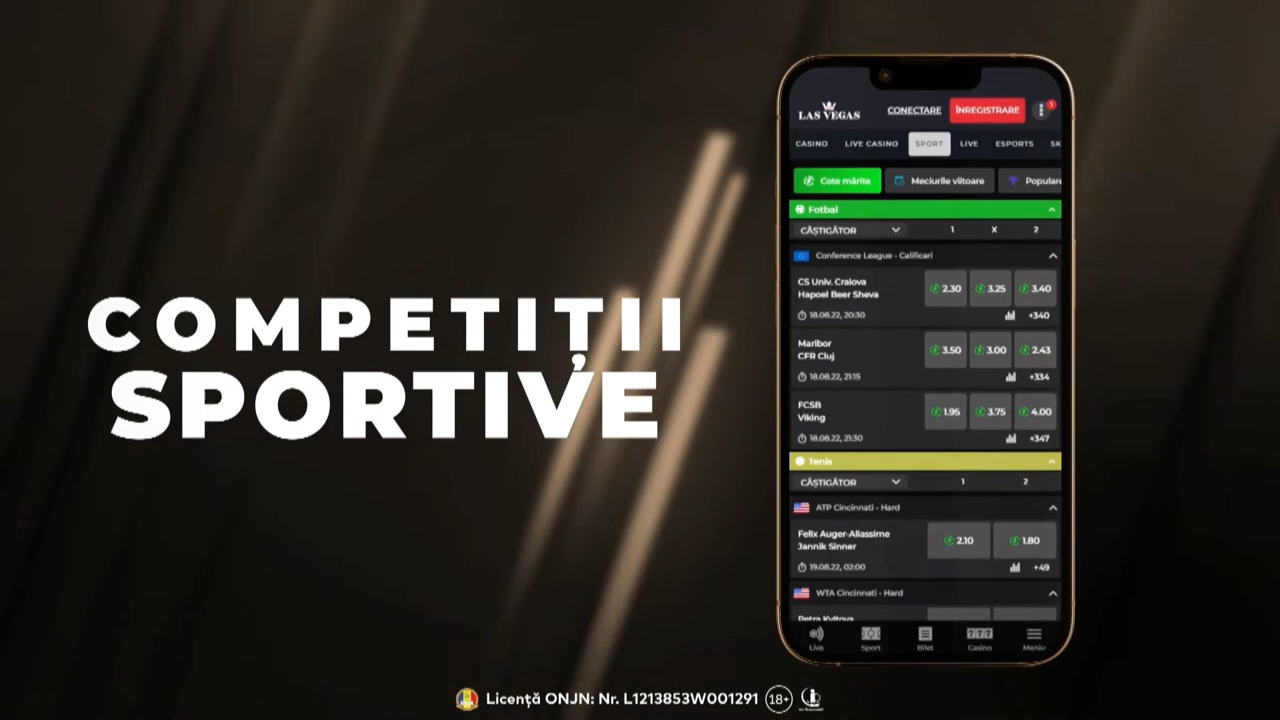 COMPETIȚII
SPORTIVE
LAS VEGAS
CONECTARE
ÎNREGISTRARE
1
CASINO
LIVE CASINO
SPORT
LIVE
ESPORTS
SK
Cote mărite
Meciurile viitoare
Populare
Fotbal
CÂȘTIGĂTOR
1 X 2
Conference League - Calificari
CS Univ. Craiova
Hapoel Beer Sheva
2.30 3.25 3.40
18.08.22, 20:30
+340
Maribor
CFR Cluj
3.50 3.00 2.43
18.08.22, 21:15
+334
FCSB
Viking
1.95 3.75 4.00
18.08.22, 21:30
+347
Tenis
CÂȘTIGĂTOR
1 2
ATP Cincinnati - Hard
Felix Auger-Aliassime
Jannik Sinner
2.10 1.80
19.08.22, 02:00
+49
WTA Cincinnati - Hard
Petra Kvitova
Live
Sport
Bilet
777
Casino
Meniu
Licență ONJN: Nr. L1213853W001291 18+